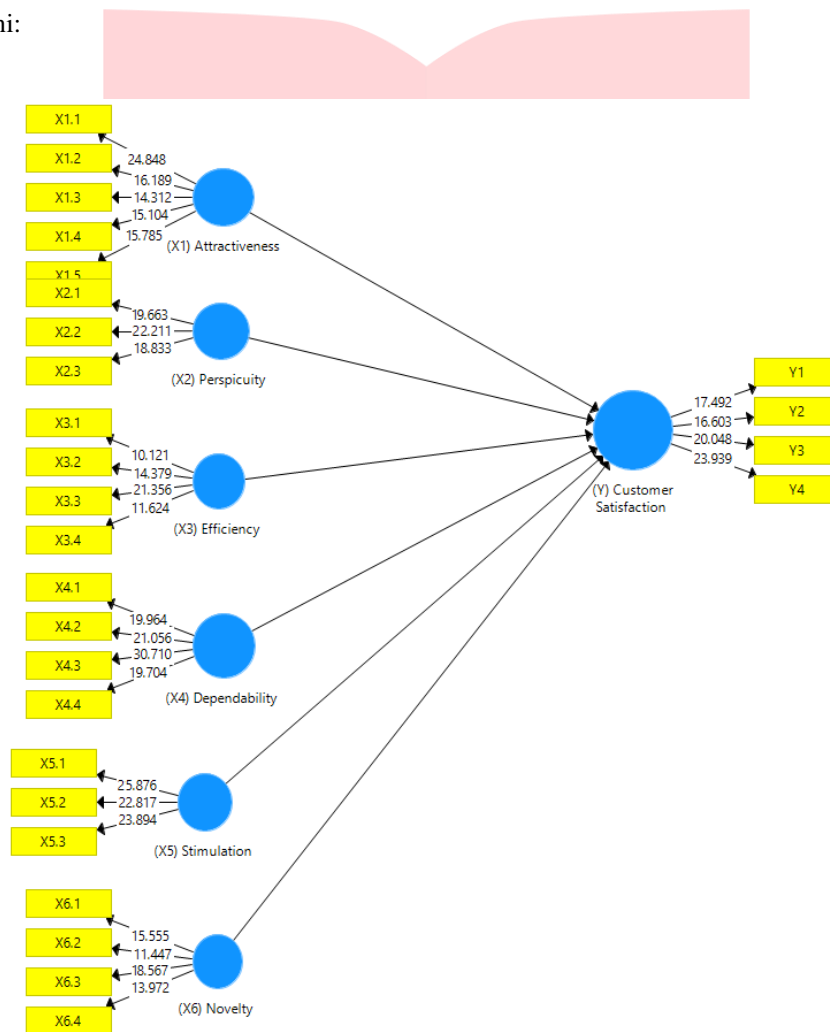 ni:
X1.1
X1.2
X1.3
X1.4
X1.5
24.848
16.189
14.312
15.104
15.785
(X1) Attractiveness
X2.1
X2.2
X2.3
19.663
22.211
18.833
(X2) Perspicuity
X3.1
X3.2
X3.3
X3.4
10.121
14.379
21.356
11.624
(X3) Efficiency
X4.1
X4.2
X4.3
X4.4
19.964
21.056
30.710
19.704
(X4) Dependability
X5.1
X5.2
X5.3
25.876
22.817
23.894
(X5) Stimulation
X6.1
X6.2
X6.3
X6.4
15.555
11.447
18.567
13.972
(X6) Novelty
(Y) Customer
Satisfaction
17.492
16.603
20.048
23.939
Y1
Y2
Y3
Y4